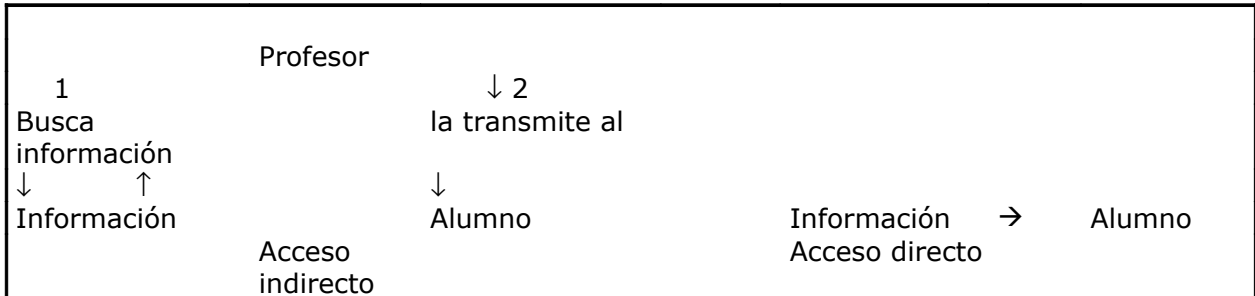 Profesor
1 ↓ 2
Busca la transmite al
información
↓ ↑ ↓
Información Alumno Información → Alumno
Acceso Acceso directo
indirecto